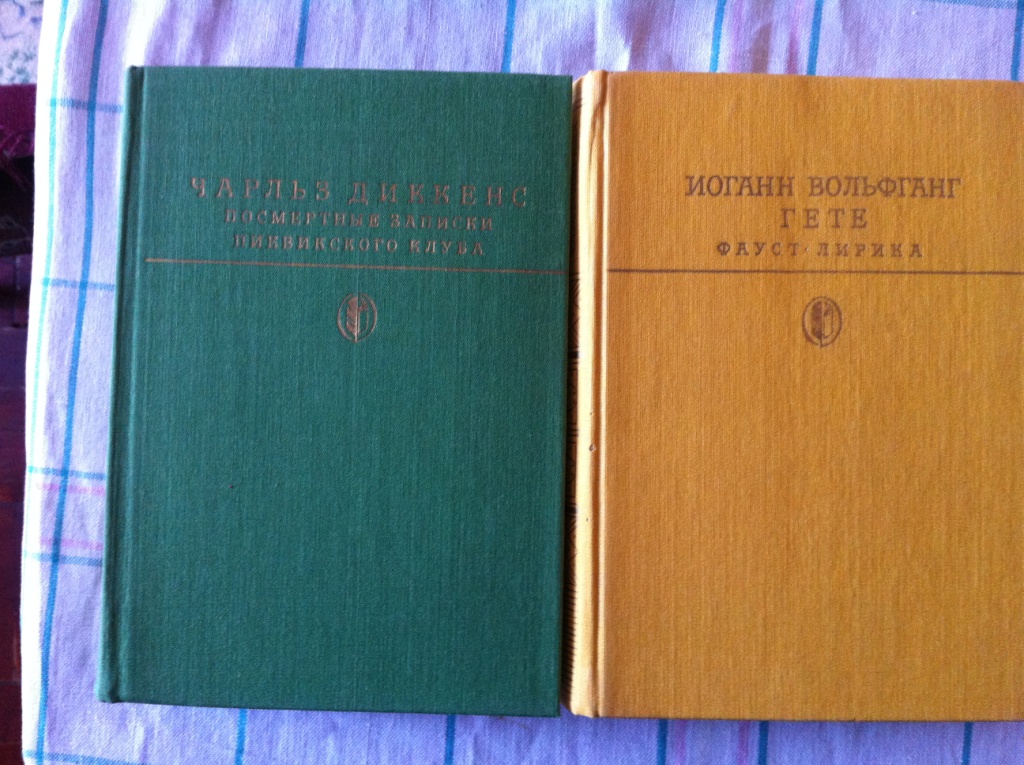 ЧАРЛЬЗ ДИККЕНС
ПОСМЕРТНЫЕ ЗАПИСКИ
ПИКВИКСКОГО КЛУБА
ИОГАНН ВОЛЬФГАНГ
ГЕТЕ
ФАУСТ · ЛИРИКА